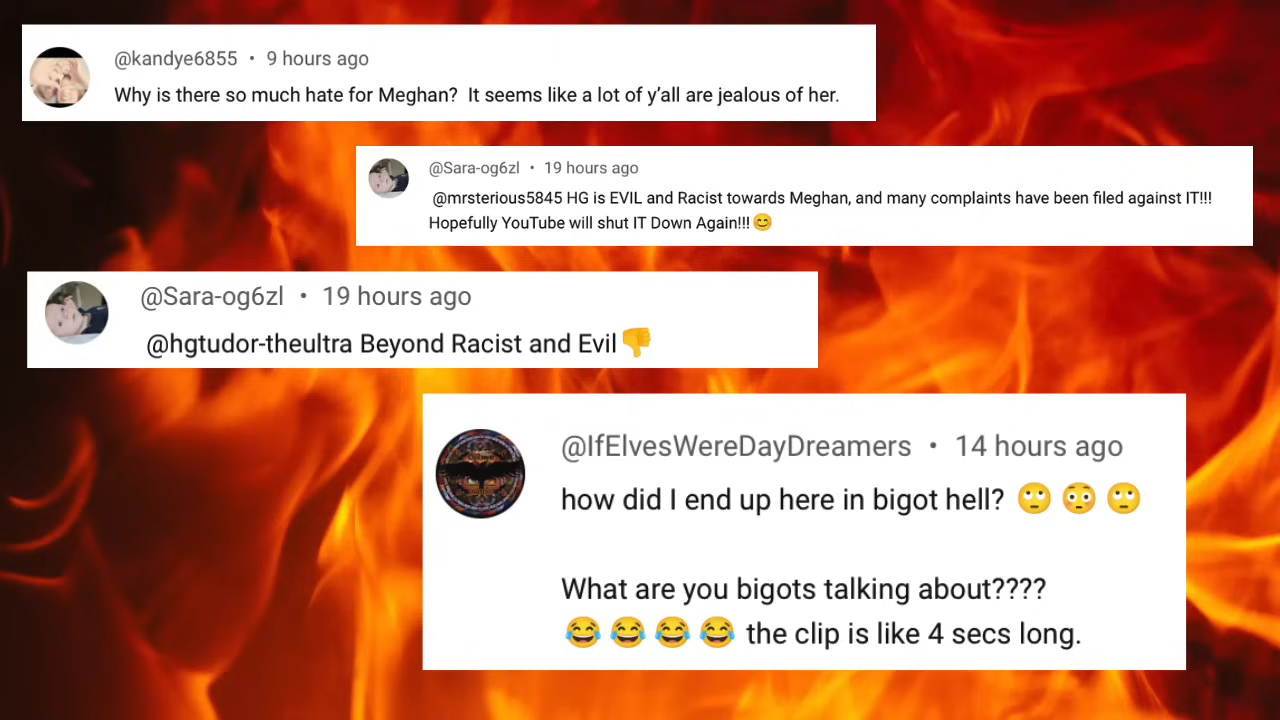 @kandye6855 • 9 hours ago
Why is there so much hate for Meghan? It seems like a lot of y'all are jealous of her.
@Sara-og6zl • 19 hours ago
@mrsterious5845 HG is EVIL and Racist towards Meghan, and many complaints have been filed against IT!!!
Hopefully YouTube will shut IT Down Again!!!😊
@Sara-og6zl • 19 hours ago
@hgtudor-theultra Beyond Racist and Evil👎
@IfElvesWereDayDreamers • 14 hours ago
how did I end up here in bigot hell? 🙄 😳 🙄
What are you bigots talking about????
😂 😂 😂 😂 the clip is like 4 secs long.